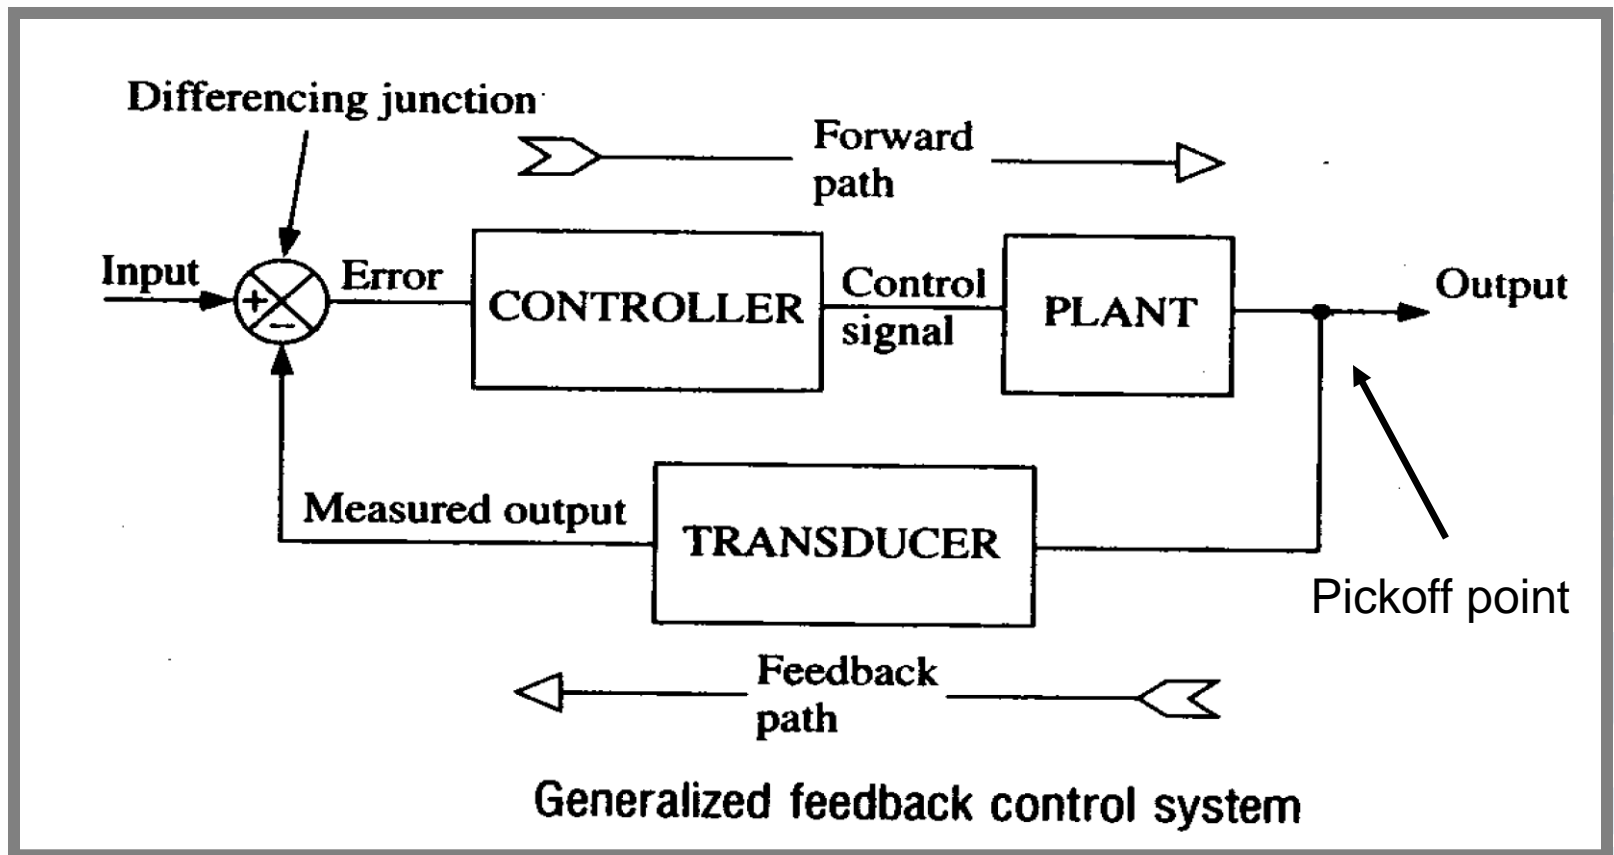 Differencing junction
Forward
path
Input
+
−
Error
CONTROLLER
Control
signal
PLANT
Output
Measured output
TRANSDUCER
Pickoff point
Feedback
path
Generalized feedback control system